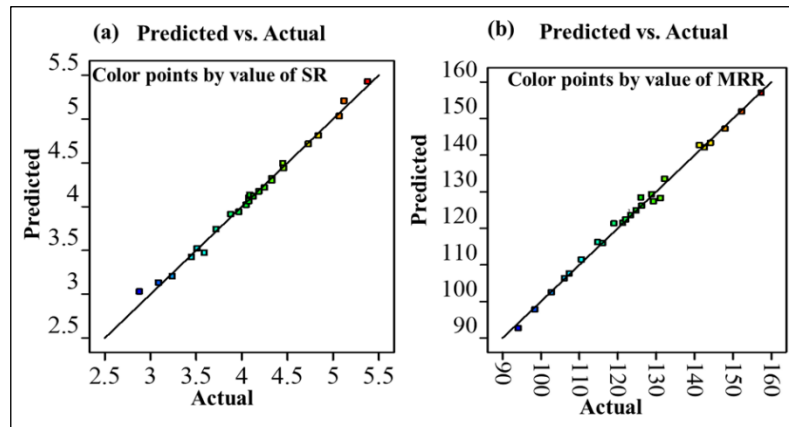 (a) Predicted vs. Actual
Color points by value of SR
Predicted
5.5
5
4.5
4
3.5
3
2.5
2.5 3 3.5 4 4.5 5 5.5
Actual
(b) Predicted vs. Actual
Color points by value of MRR
Predicted
160
150
140
130
120
110
100
90
90 100 110 120 130 140 150 160
Actual